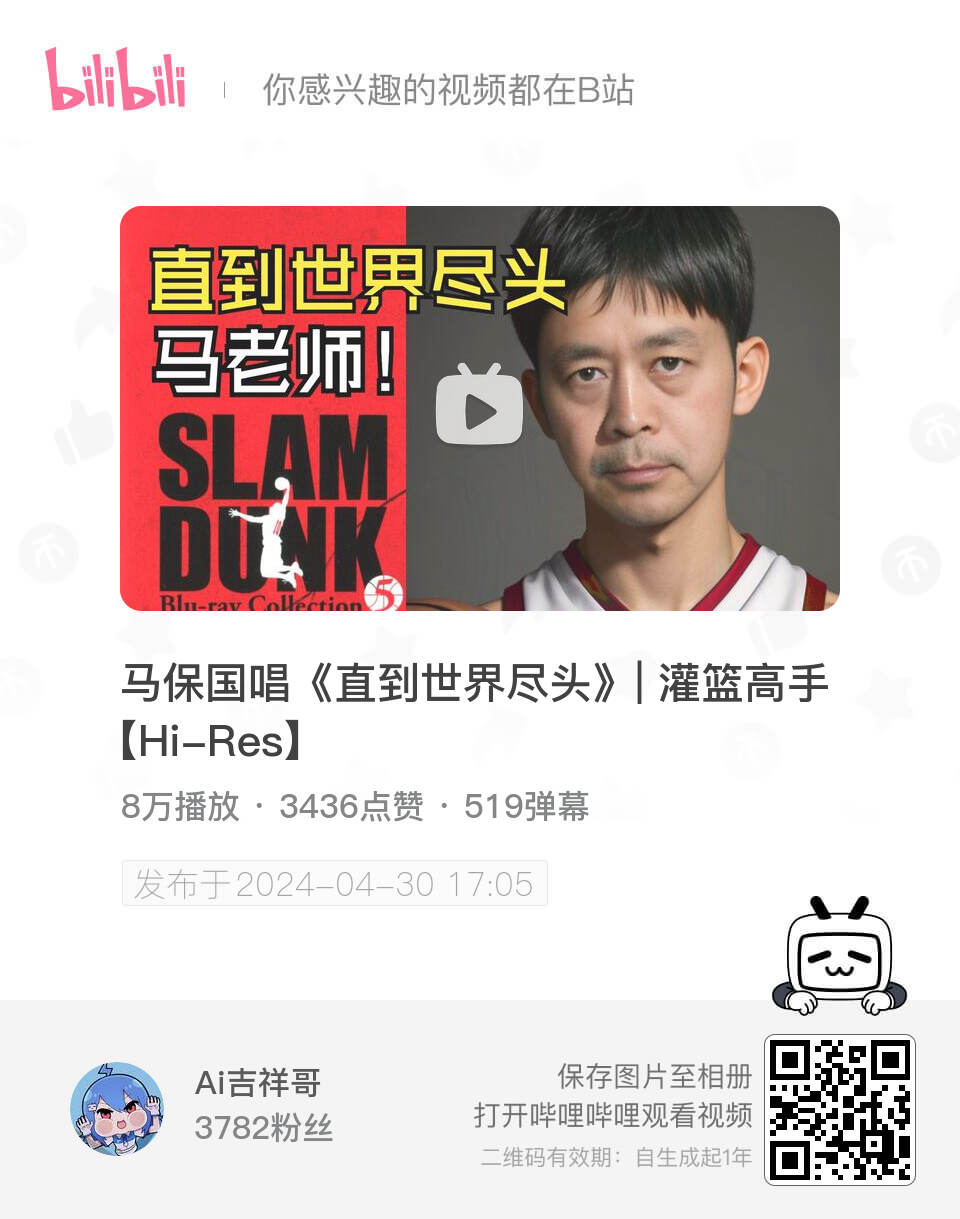 bilibili
你感兴趣的视频都在B站
直到世界尽头
马老师！
SLAM
DUNK
Blu-ray Collection 5
马保国唱《直到世界尽头》| 灌篮高手
【Hi-Res】
8万播放 · 3436点赞 · 519弹幕
发布于2024-04-30 17:05
Ai吉祥哥
3782粉丝
保存图片至相册
打开哔哩哔哩观看视频
二维码有效期：自生成起1年